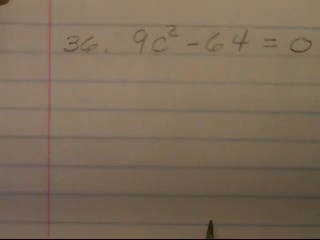 36. 9c² - 64 = 0